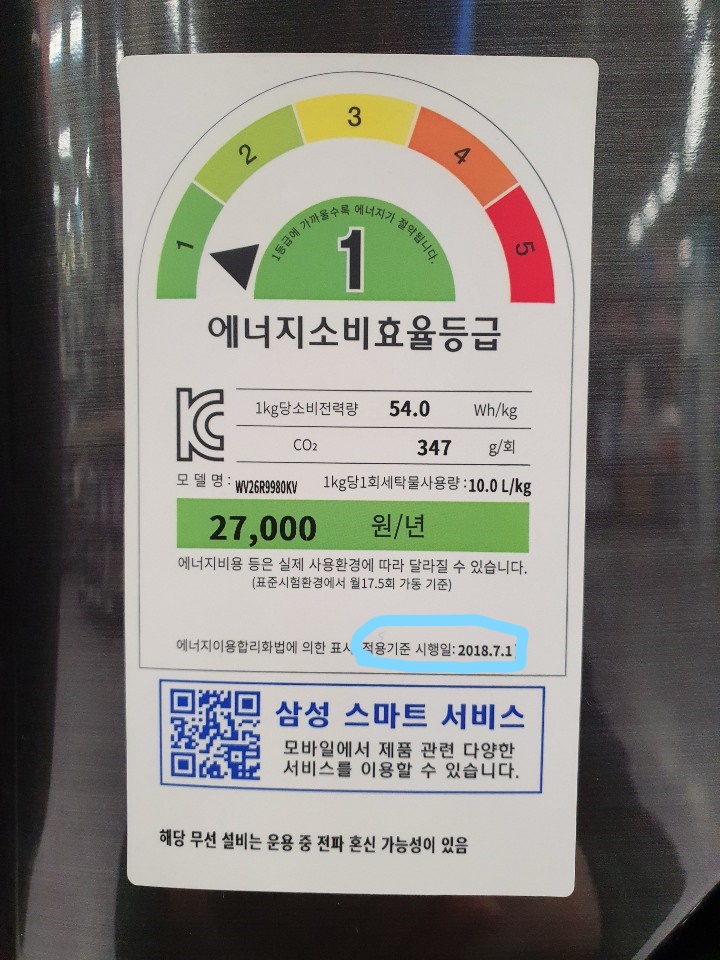 1
2
3
4
5
1등급에 가까울수록 에너지가 절약됩니다.
1
에너지소비효율등급
1kg당소비전력량 54.0 Wh/kg
CO₂ 347 g/회
모델명: WV26R9980KV 1kg당1회세탁물사용량: 10.0 L/kg
27,000 원/년
에너지비용 등은 실제 사용환경에 따라 달라질 수 있습니다.
(표준시험환경에서 월17.5회 가동 기준)
에너지이용합리화법에 의한 표시, 적용기준 시행일: 2018.7.1
삼성 스마트 서비스
모바일에서 제품 관련 다양한
서비스를 이용할 수 있습니다.
해당 무선 설비는 운용 중 전파 혼신 가능성이 있음